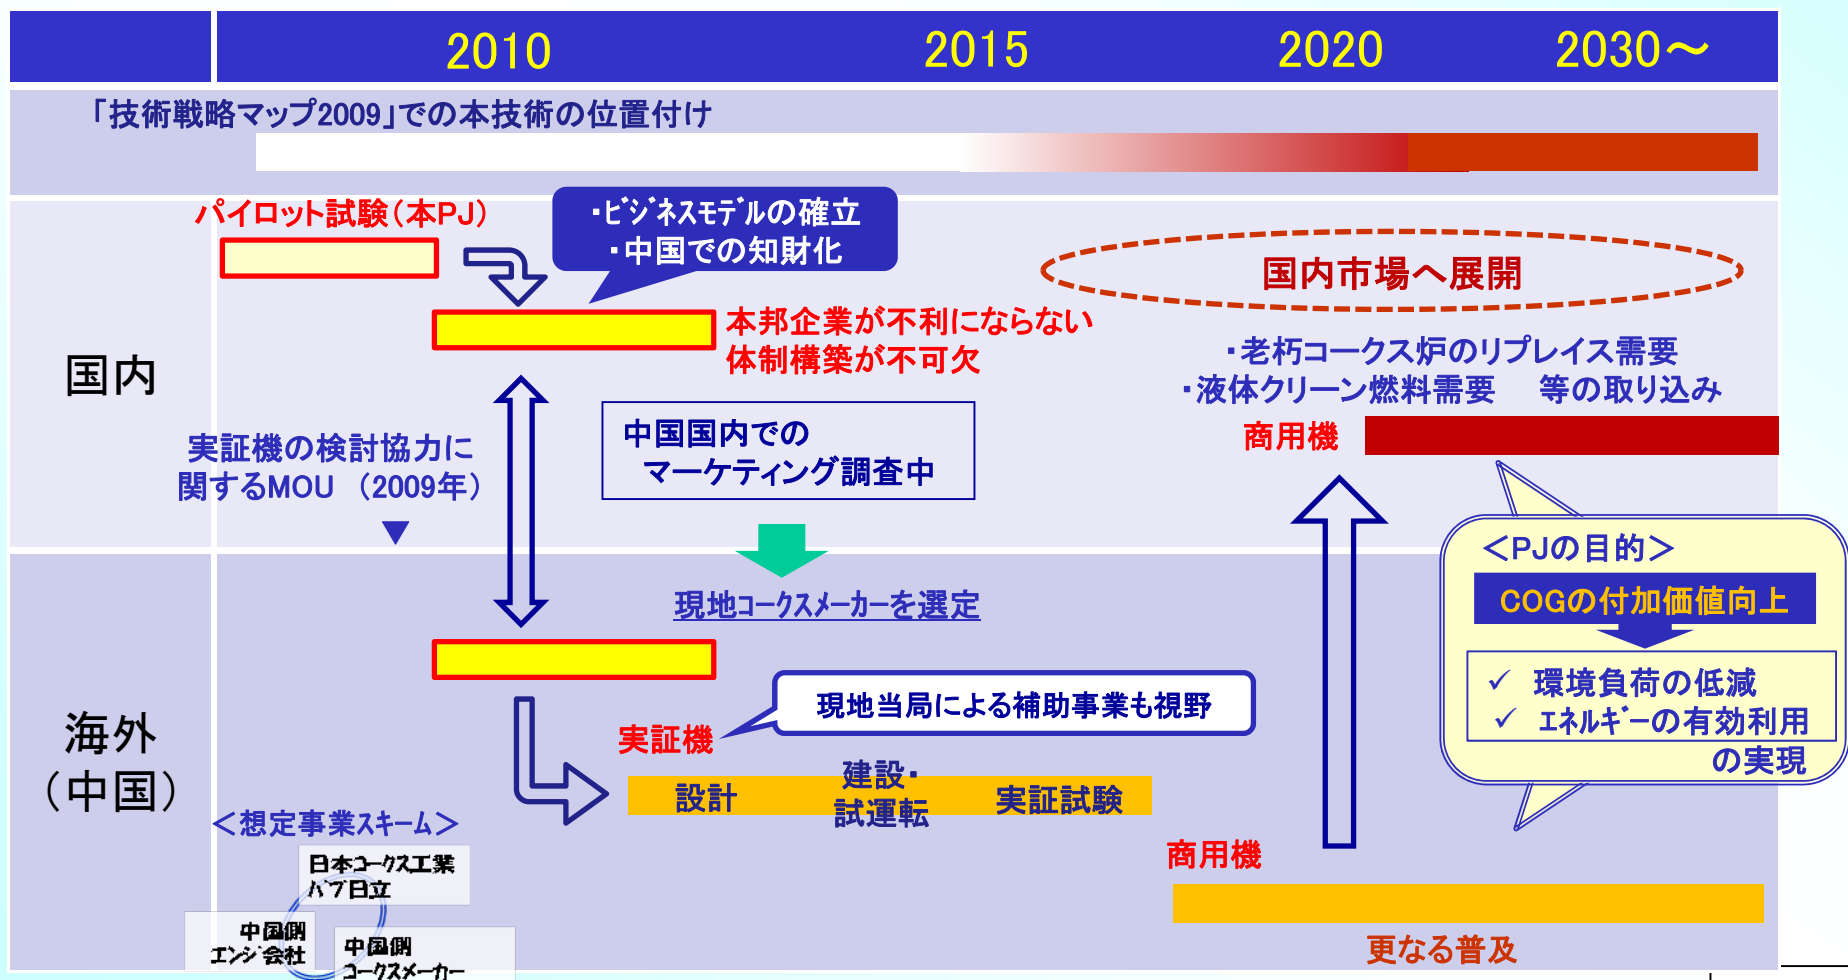 2010
2015
2020
2030～
「技術戦略マップ2009」での本技術の位置付け
国内
パイロット試験（本PJ）
・ビジネスモデルの確立
・中国での知財化
本邦企業が不利にならない
体制構築が不可欠
国内市場へ展開
・老朽コークス炉のリプレイス需要
・液体クリーン燃料需要　等の取り込み
商用機
実証機の検討協力に
関するMOU （2009年）
▼
中国国内での
マーケティング調査中
現地コークスメーカーを選定
＜PJの目的＞
COGの付加価値向上
✓ 環境負荷の低減
✓ エネルギーの有効利用
の実現
海外
（中国）
実証機
現地当局による補助事業も視野
設計
建設・
試運転
実証試験
商用機
更なる普及
＜想定事業スキーム＞
日本コークス工業
バブ日立
中国側
エンジ会社
中国側
コークスメーカー